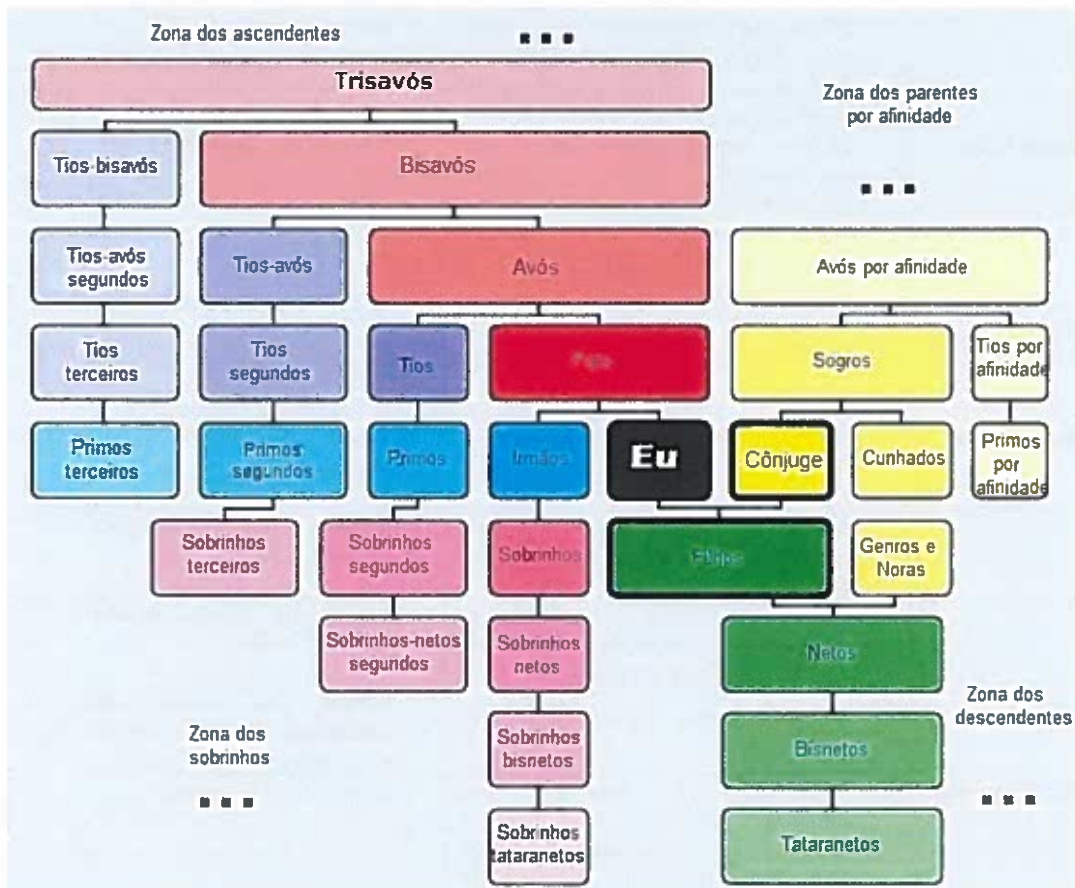 Zona dos ascendentes
Trisavós
Zona dos parentes
por afinidade
Tios-bisavós
Bisavós
Tios-avós
segundos
Tios-avós
Avós
Avós por afinidade
Tios
terceiros
Tios
segundos
Tios
Pais
Sogros
Tios por
afinidade
Primos
terceiros
Primos
segundos
Primos
Irmãos
Eu
Cônjuge
Cunhados
Primos
por
afinidade
Sobrinhos
terceiros
Sobrinhos
segundos
Sobrinhos
Filhos
Genros e
Noras
Sobrinhos-netos
segundos
Sobrinhos
netos
Netos
Zona dos
descendentes
Zona dos
sobrinhos
Sobrinhos
bisnetos
Bisnetos
Sobrinhos
tataranetos
Tataranetos